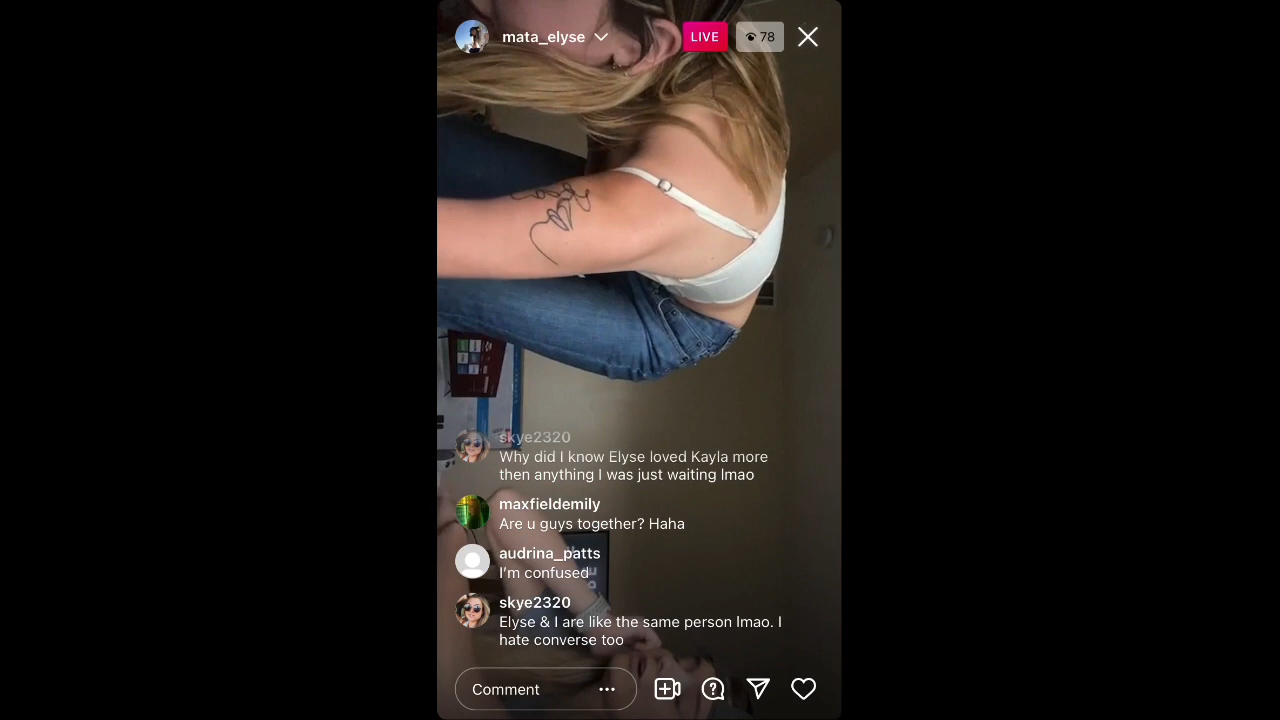 mata_elyse
LIVE
78
skye2320
Why did I know Elyse loved Kayla more
then anything I was just waiting lmao
maxfieldemily
Are u guys together? Haha
audrina_patts
I'm confused
skye2320
Elyse & I are like the same person lmao. I
hate converse too
Comment